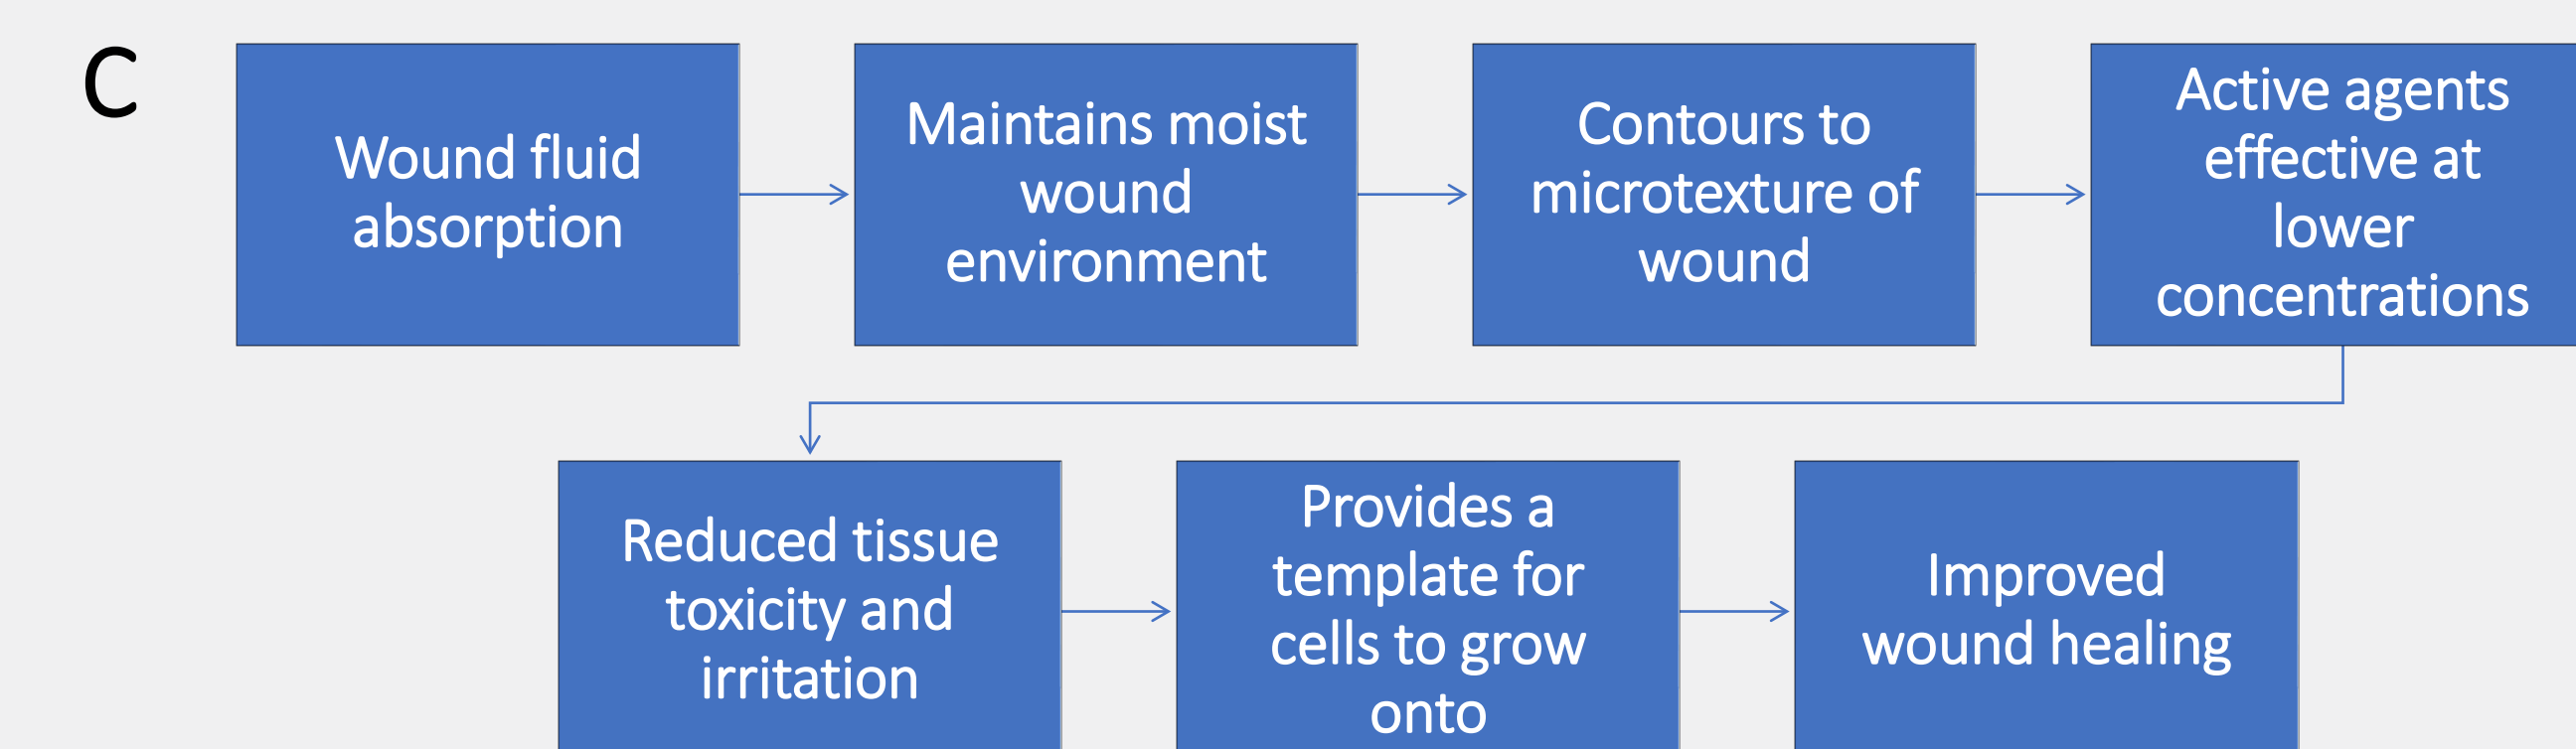 C
Wound fluid
absorption
Maintains moist
wound
environment
Contours to
microtexture of
wound
Active agents
effective at
lower
concentrations
Reduced tissue
toxicity and
irritation
Provides a
template for
cells to grow
onto
Improved
wound healing